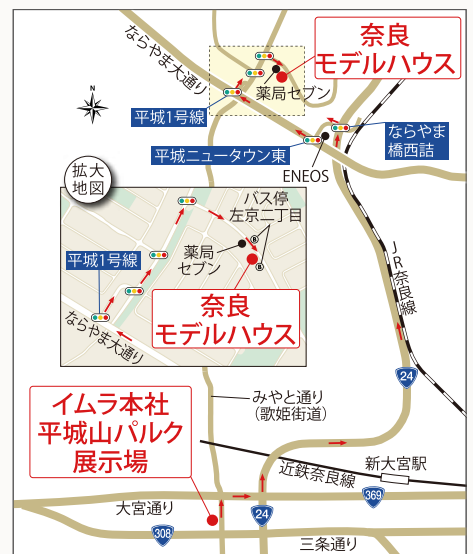 奈良
モデルハウス
ならやま大通り
薬局セブン
平城1号線
平城ニュータウン東
ならやま
橋西詰
ENEOS
N
拡大
地図
バス停
左京二丁目
B
薬局
セブン
B
平城1号線
奈良
モデルハウス
ならやま大通り
JR奈良線
24
イムラ本社
平城山パルク
展示場
みやと通り
(歌姫街道)
新大宮駅
近鉄奈良線
369
大宮通り
24
308
三条通り